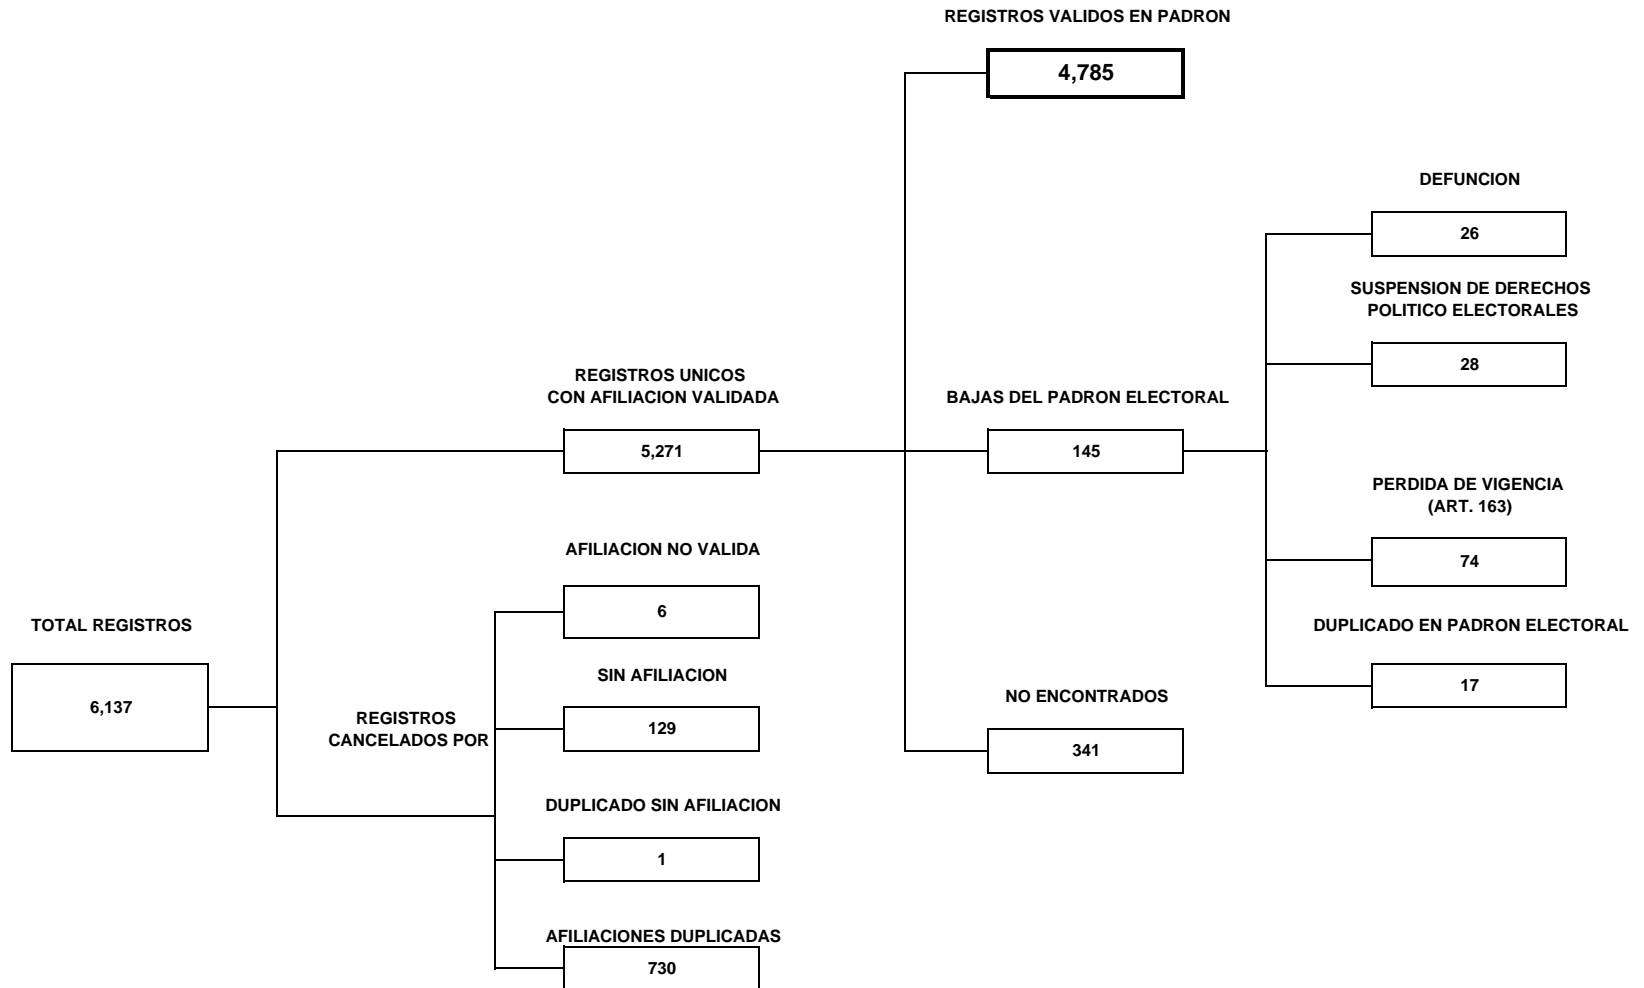 REGISTROS VALIDOS EN PADRON
4,785
DEFUNCION
26
SUSPENSION DE DERECHOS
POLITICO ELECTORALES
28
REGISTROS UNICOS
CON AFILIACION VALIDADA
5,271
BAJAS DEL PADRON ELECTORAL
145
PERDIDA DE VIGENCIA
(ART. 163)
74
AFILIACION NO VALIDA
6
TOTAL REGISTROS
6,137
DUPLICADO EN PADRON ELECTORAL
17
SIN AFILIACION
129
NO ENCONTRADOS
341
REGISTROS
CANCELADOS POR
DUPLICADO SIN AFILIACION
1
AFILIACIONES DUPLICADAS
730